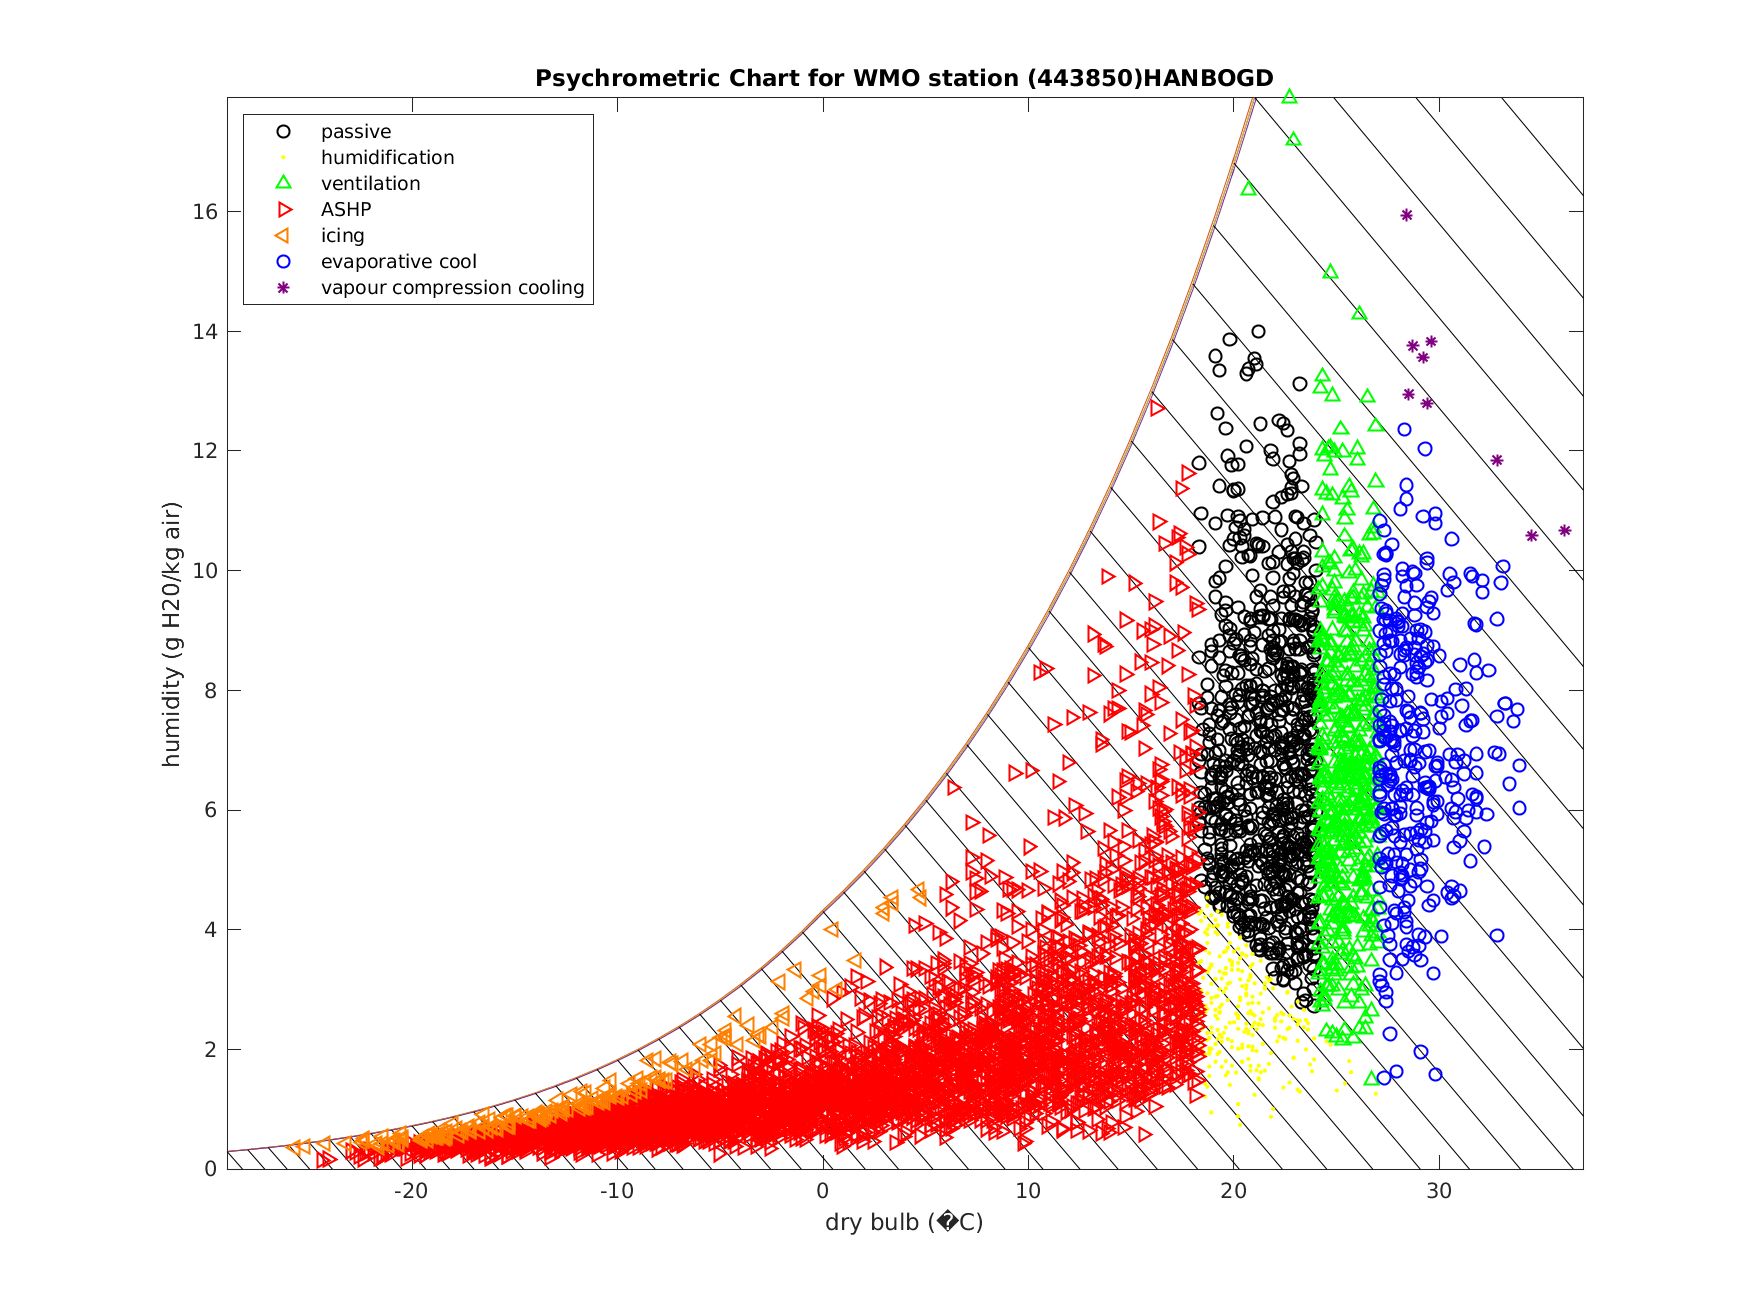 Psychrometric Chart for WMO station (443850)HANBOGD
passive
humidification
ventilation
ASHP
icing
evaporative cool
vapour compression cooling
humidity (g H20/kg air)
16
14
12
10
8
6
4
2
0
-20
-10
0
10
20
30
dry bulb (�C)